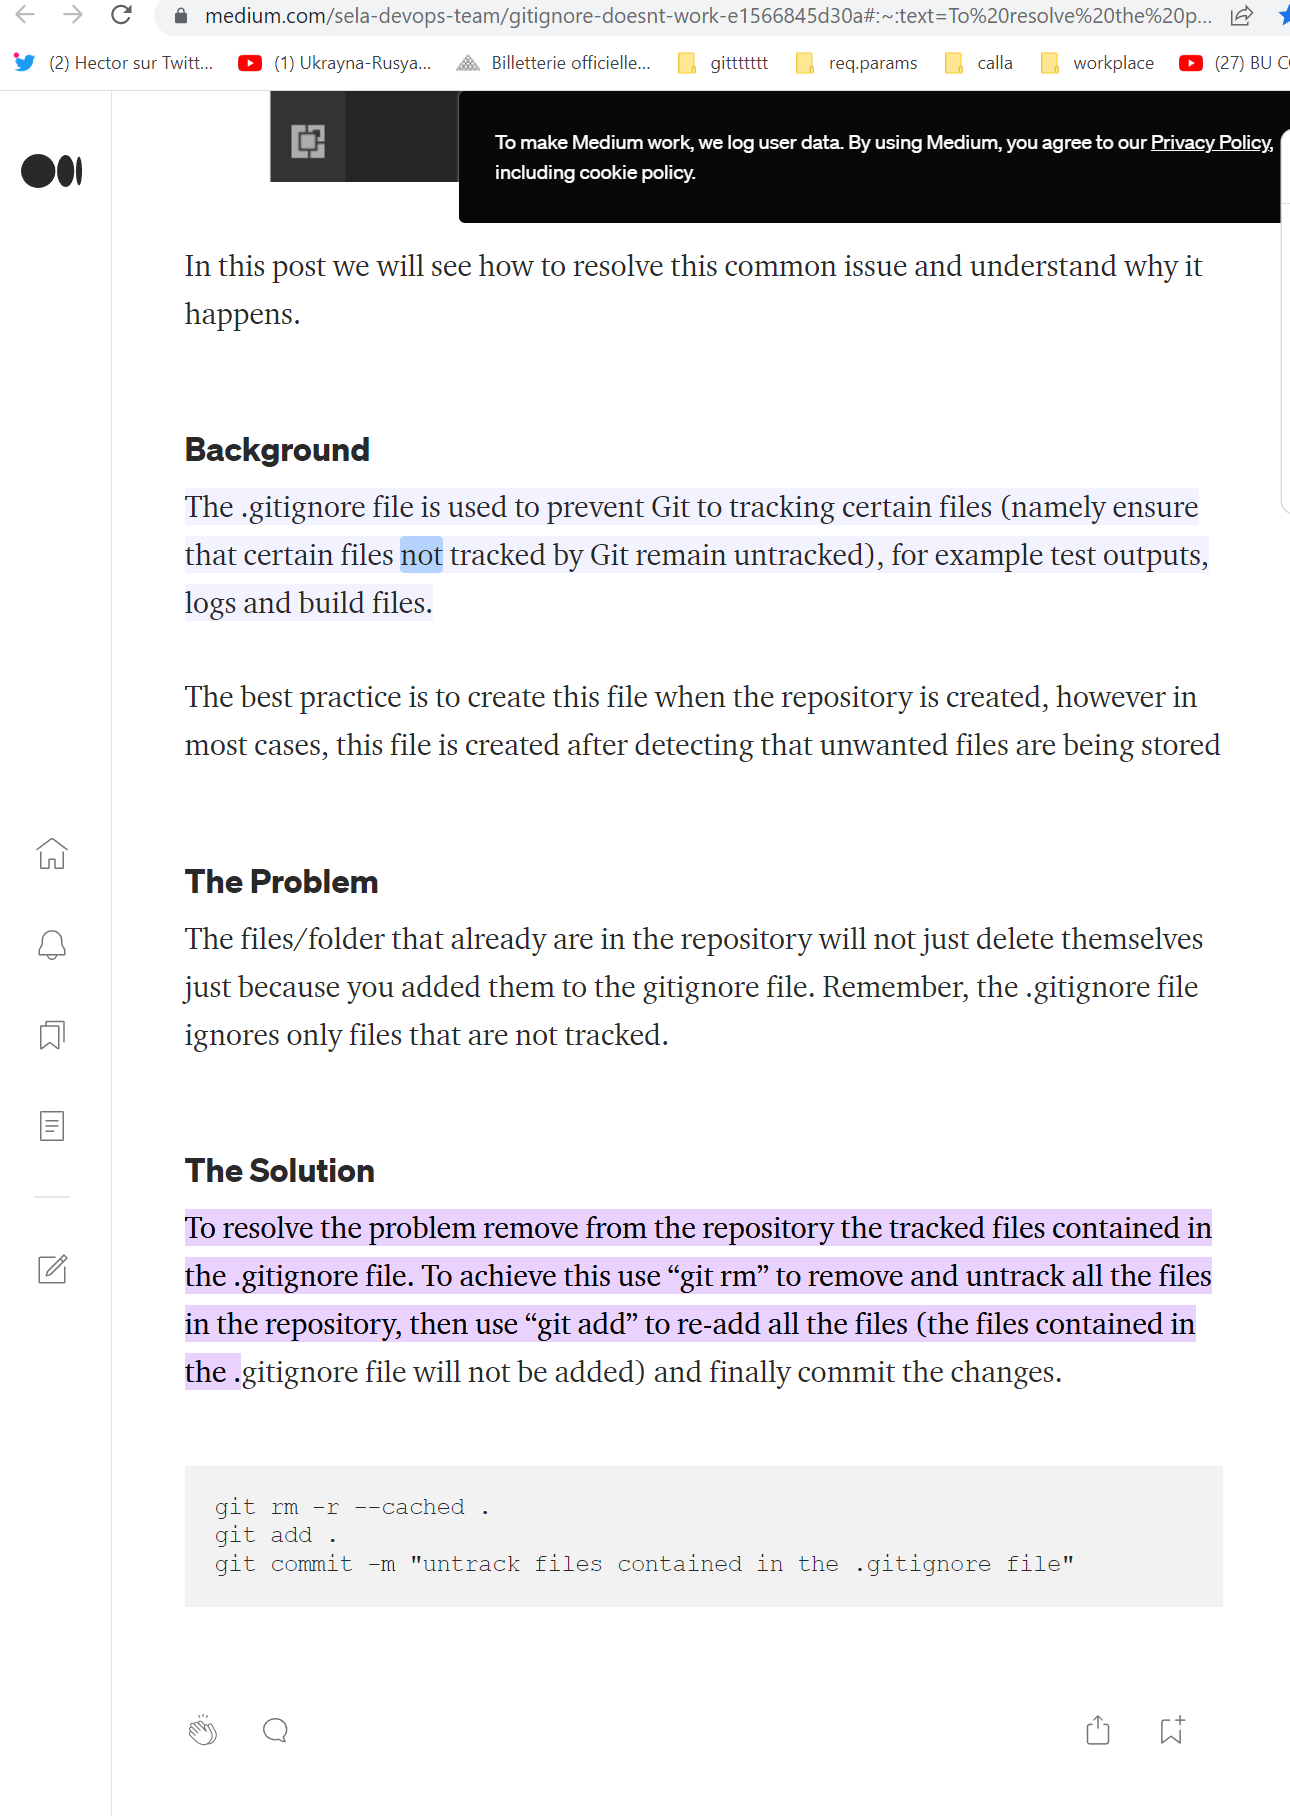 medium.com/sela-devops-team/gitignore-doesnt-work-e1566845d30a#:~:text=To%20resolve%20the%20p...
(2) Hector sur Twitt...
(1) Ukrayna-Rusya...
Billetterie officielle...
gittttttt
req.params
calla
workplace
(27) BU C
To make Medium work, we log user data. By using Medium, you agree to our Privacy Policy,
including cookie policy.
In this post we will see how to resolve this common issue and understand why it
happens.
Background
The .gitignore file is used to prevent Git to tracking certain files (namely ensure
that certain files not tracked by Git remain untracked), for example test outputs,
logs and build files.
The best practice is to create this file when the repository is created, however in
most cases, this file is created after detecting that unwanted files are being stored
The Problem
The files/folder that already are in the repository will not just delete themselves
just because you added them to the gitignore file. Remember, the .gitignore file
ignores only files that are not tracked.
The Solution
To resolve the problem remove from the repository the tracked files contained in
the .gitignore file. To achieve this use “git rm” to remove and untrack all the files
in the repository, then use “git add” to re-add all the files (the files contained in
the .gitignore file will not be added) and finally commit the changes.
git rm -r --cached .
git add .
git commit -m "untrack files contained in the .gitignore file"